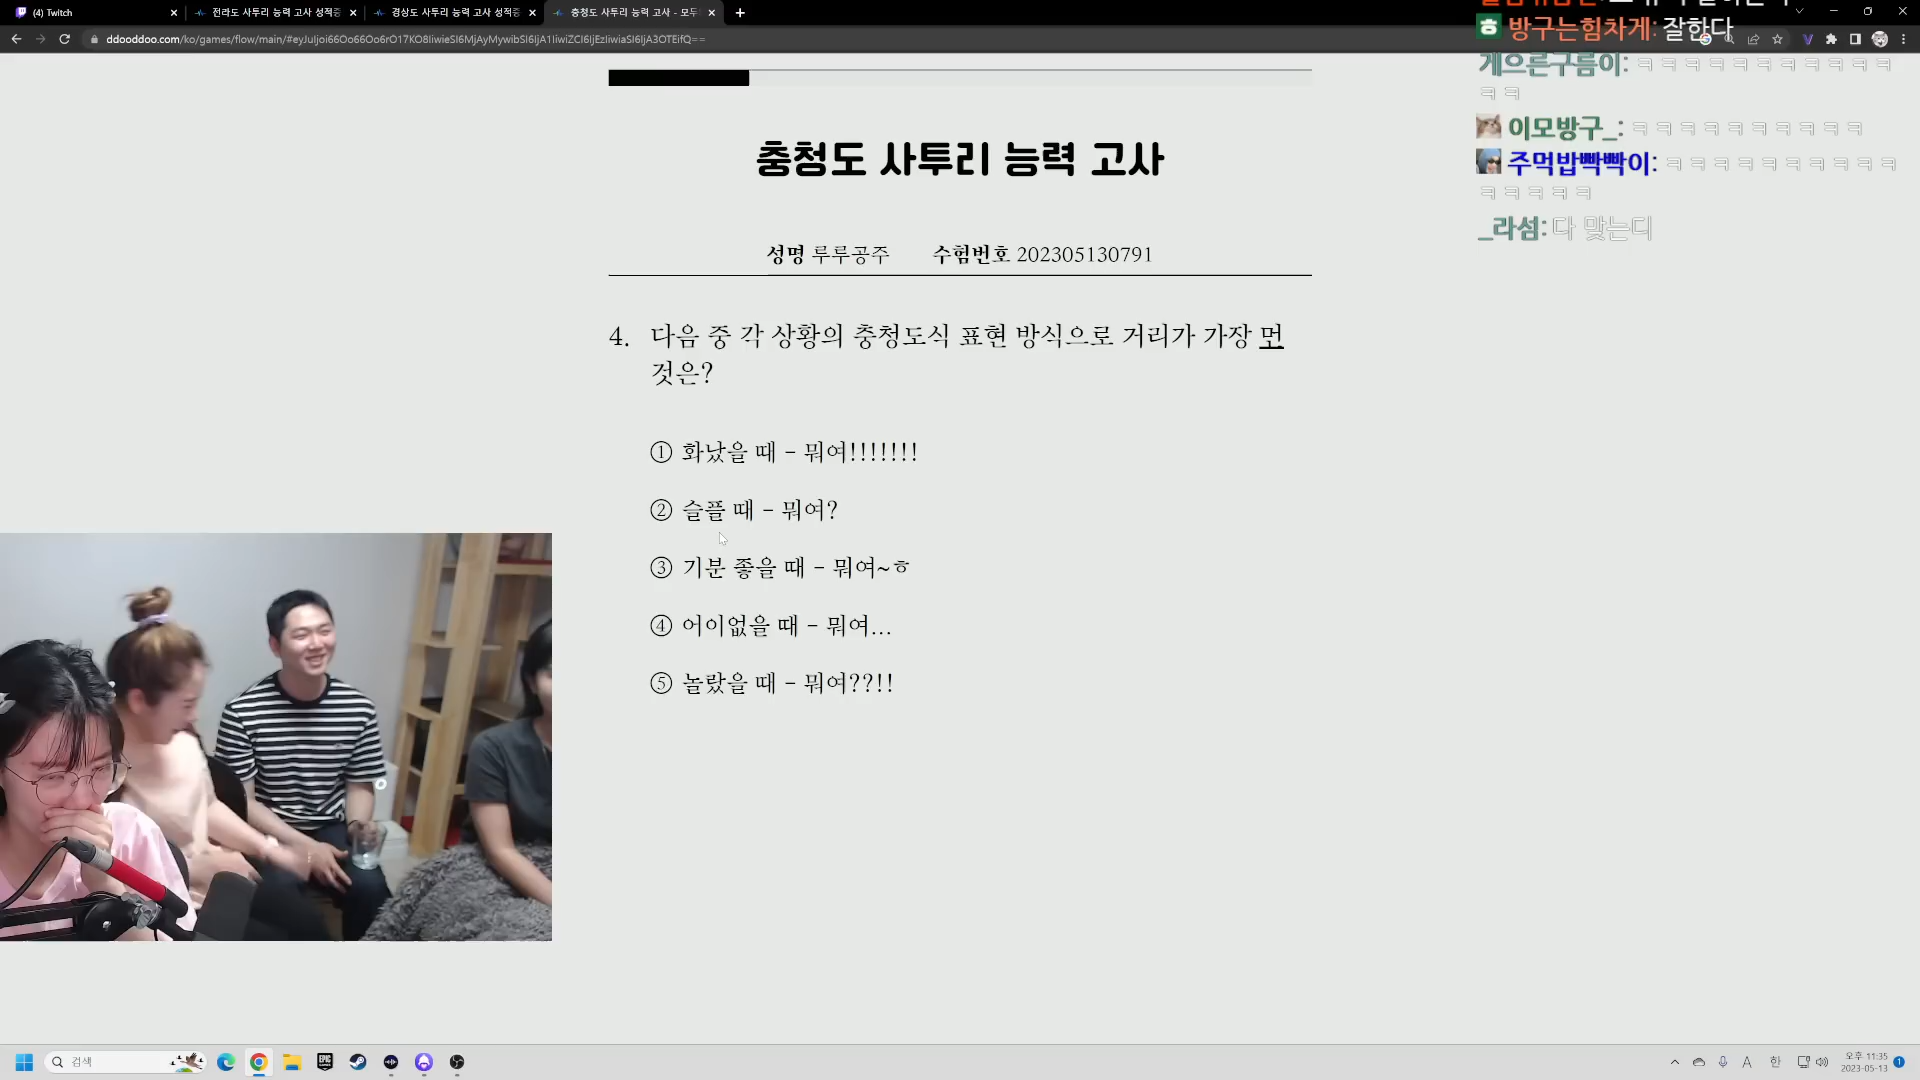 (4) Twitch
전라도 사투리 능력 고사 성적증
경상도 사투리 능력 고사 성적증
충청도 사투리 능력 고사 - 모두
ddooddoo.com/ko/games/flow/main/#eyJuIjoi66Oo66Oo6rO17KO8IiwieSI6MjAyMywibSI6IjA1IiwiZCI6IjEzIiwiaSI6IjA3OTEifQ==
방구는힘차게: 잘한다
게으른구름이: ㅋㅋㅋㅋㅋㅋㅋㅋㅋㅋㅋ
ㅋㅋ
이모방구_: ㅋㅋㅋㅋㅋㅋㅋㅋㅋㅋ
주먹밥빡빡이: ㅋㅋㅋㅋㅋㅋㅋㅋㅋㅋ
ㅋㅋㅋㅋㅋ
_라섬: 다 맞는디
충청도 사투리 능력 고사
성명 루루공주 수험번호 202305130791
4. 다음 중 각 상황의 충청도식 표현 방식으로 거리가 가장 먼
것은?
① 화났을 때 - 뭐여!!!!!!!
② 슬플 때 - 뭐여?
③ 기분 좋을 때 - 뭐여~ㅎ
④ 어이없을 때 - 뭐여...
⑤ 놀랐을 때 - 뭐여??!!
검색
EPIC
A 한 오후 11:35
2023-05-13
1